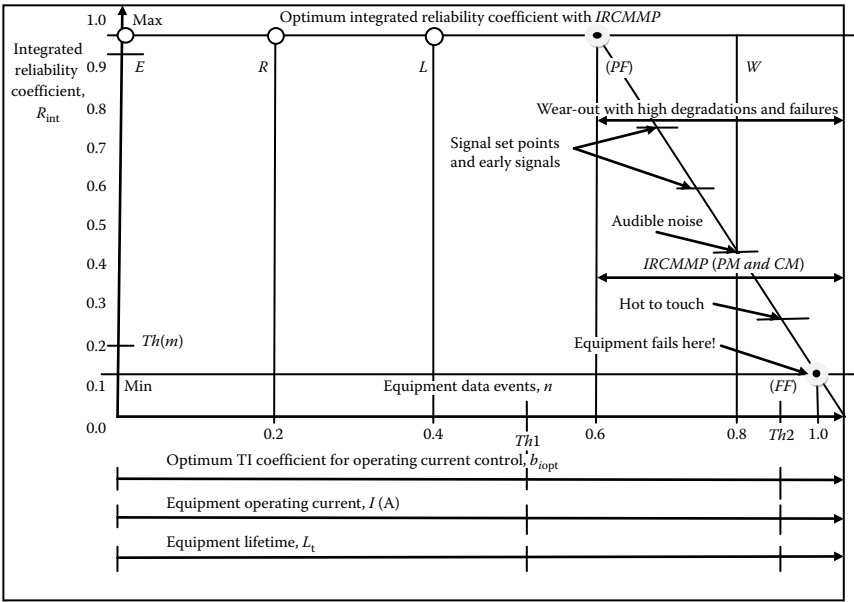 1.0
Max
Optimum integrated reliability coefficient with IRCMMP
Integrated
reliability
coefficient,
R_int
0.9
E
R
L
(PF)
W
0.8
Wear-out with high degradations and failures
Signal set points
and early signals
0.7
0.6
0.5
Audible noise
0.4
IRCMMP (PM and CM)
0.3
Hot to touch
0.2
Th(m)
Equipment fails here!
0.1
Min
Equipment data events, n
(FF)
0.0
0.2
0.4
Th1
0.6
0.8
Th2
1.0
Optimum TI coefficient for operating current control, b_iopt
Equipment operating current, I (A)
Equipment lifetime, L_t